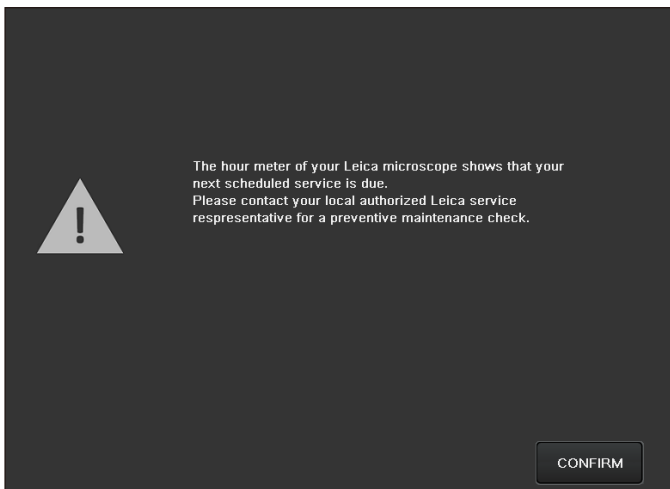 The hour meter of your Leica microscope shows that your
next scheduled service is due.
Please contact your local authorized Leica service
respresentative for a preventive maintenance check.
!
CONFIRM